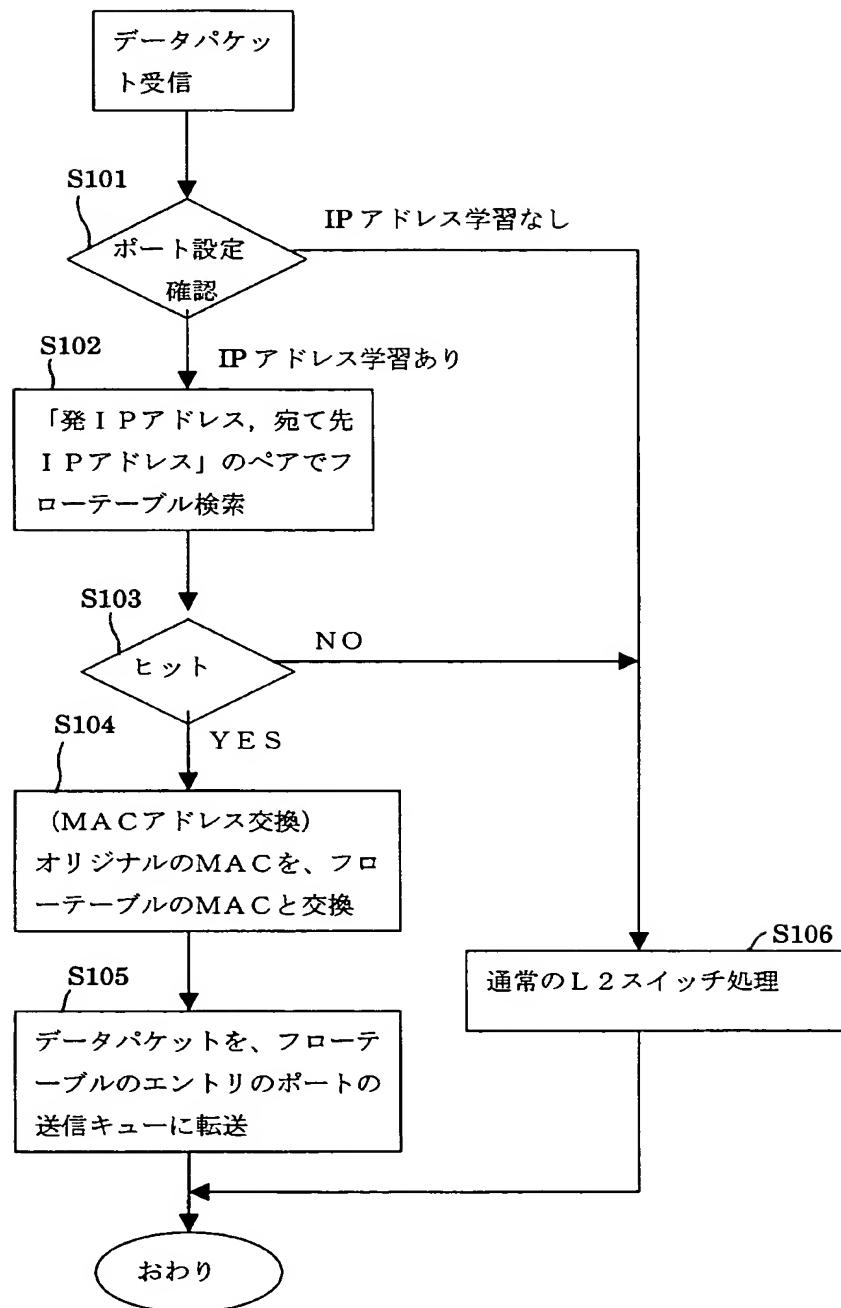 データパケッ
ト受信
S101
IPアドレス学習なし
ポート設定
確認
S102
IPアドレス学習あり
「発IPアドレス，宛て先
IPアドレス」のペアでフ
ローテーブル検索
S103
NO
ヒット
S104
YES
（MACアドレス交換）
オリジナルのMACを、フロ
ーテーブルのMACと交換
S106
通常のL2スイッチ処理
S105
データパケットを、フローテ
ーブルのエントリのポートの
送信キューに転送
おわり